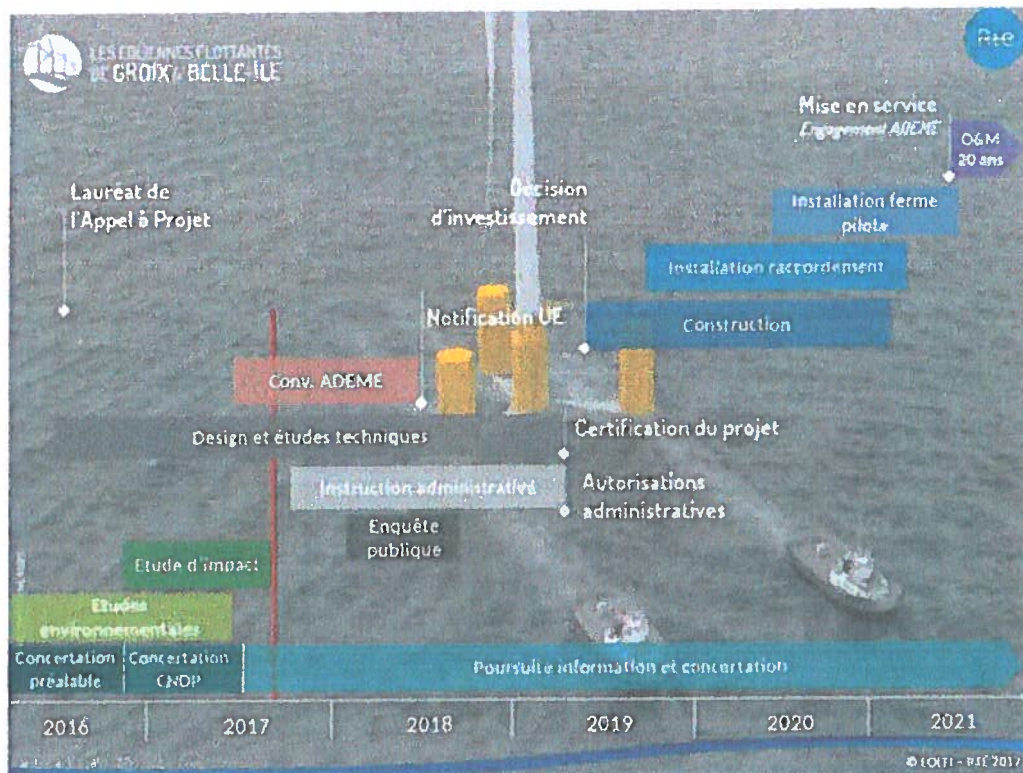 LES EOLIENNES FLOTTANTES
DE GROIX & BELLE-ÎLE
Rte
Mise en service
Engagement ADEME
O&M
20 ans
Lauréat de
l'Appel à Projet
Décision
d'investissement
Installation ferme
pilote
Installation raccordement
Notification UE
Construction
Conv. ADEME
Design et études techniques
Certification du projet
Instruction administrative
Autorisations
administratives
Enquête
publique
Etude d'impact
Etudes
environnementales
Concertation
préalable
Concertation
CNDP
Poursuite information et concertation
2016
2017
2018
2019
2020
2021
© EOLFI - RTE 2017